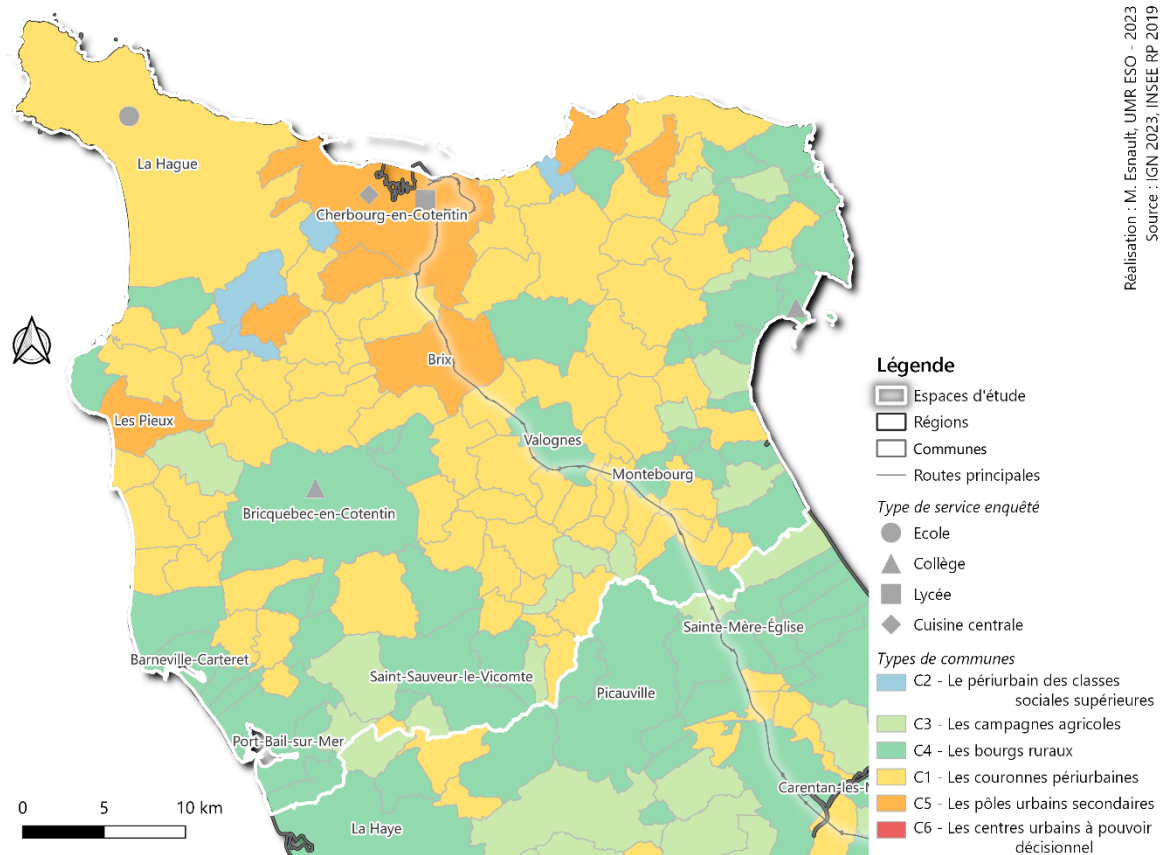 Réalisation : M. Esnault, UMR ESO - 2023
Source : IGN 2023, INSEE RP 2019
La Hague
Cherbourg-en-Cotentin
Brix
Les Pieux
Valognes
Montebourg
Bricquebec-en-Cotentin
Sainte-Mère-Église
Barneville-Carteret
Saint-Sauveur-le-Vicomte
Picauville
Port-Bail-sur-Mer
Carentan-les-
La Haye
0 5 10 km
Légende
Espaces d'étude
Régions
Communes
Routes principales
Type de service enquêté
Ecole
Collège
Lycée
Cuisine centrale
Types de communes
C2 - Le périurbain des classes
sociales supérieures
C3 - Les campagnes agricoles
C4 - Les bourgs ruraux
C1 - Les couronnes périurbaines
C5 - Les pôles urbains secondaires
C6 - Les centres urbains à pouvoir
décisionnel